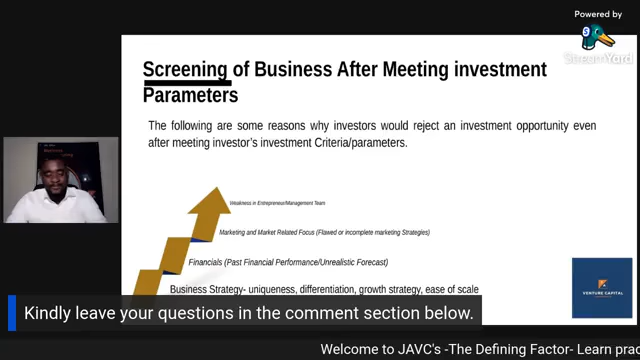 Powered by
StreamYard
Screening of Business After Meeting investment
Parameters
The following are some reasons why investors would reject an investment opportunity even
after meeting investor's investment Criteria/parameters.
Weakness in Entrepreneur/Management Team
Marketing and Market Related Focus (Flawed or incomplete marketing Strategies)
Financials (Past Financial Performance/Unrealistic Forecast)
Business Strategy- uniqueness, differentiation, growth strategy, ease of scale
VENTURE CAPITAL
Kindly leave your questions in the comment section below.
Welcome to JAVC's -The Defining Factor- Learn prac